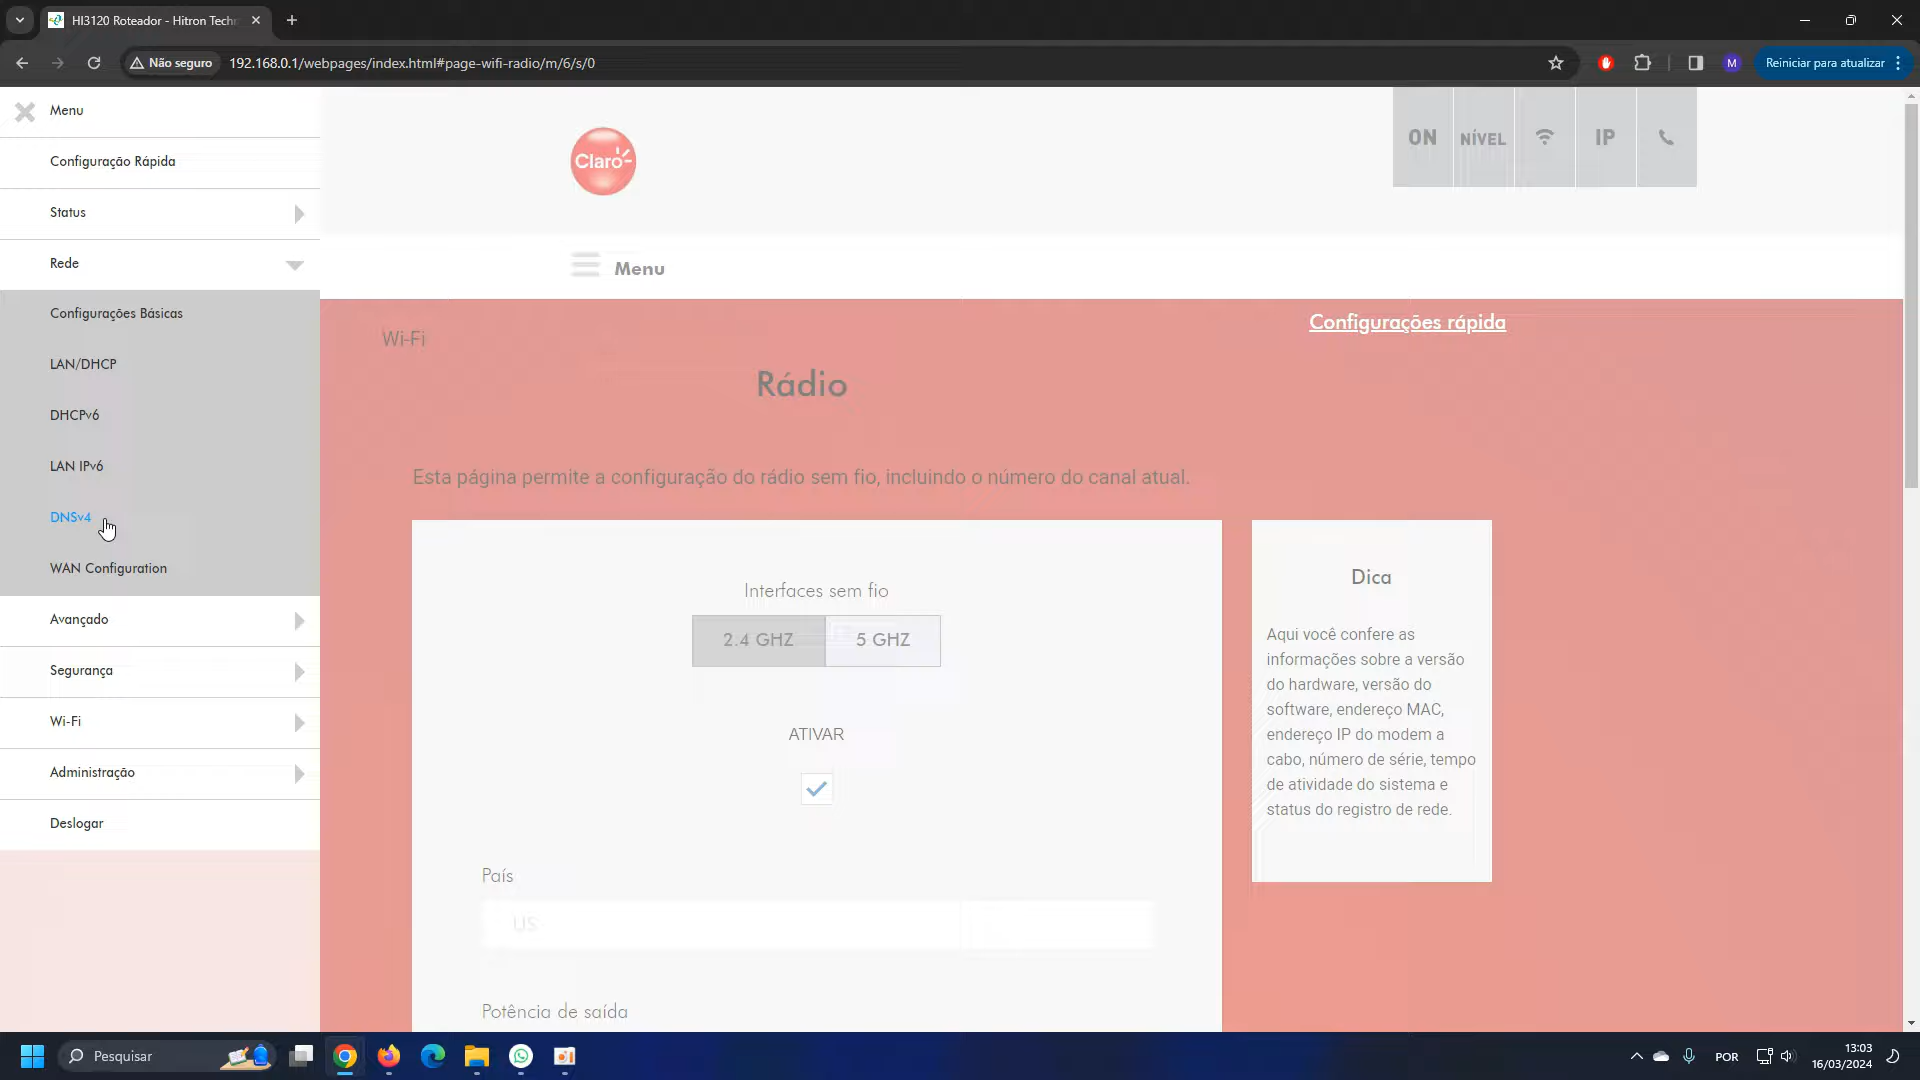 HI3120 Roteador - Hitron Techn
Não seguro
192.168.0.1/webpages/index.html#page-wifi-radio/m/6/s/0
M
Reiniciar para atualizar
Menu
Configuração Rápida
Status
Rede
Configurações Básicas
LAN/DHCP
DHCPv6
LAN IPv6
DNSv4
WAN Configuration
Avançado
Segurança
Wi-Fi
Administração
Deslogar
Claro
ON
NÍVEL
IP
Menu
Wi-Fi
Configurações rápida
Rádio
Esta página permite a configuração do rádio sem fio, incluindo o número do canal atual.
Interfaces sem fio
2.4 GHZ
5 GHZ
ATIVAR
País
US
Potência de saída
Dica
Aqui você confere as
informações sobre a versão
do hardware, versão do
software, endereço MAC,
endereço IP do modem a
cabo, número de série, tempo
de atividade do sistema e
status do registro de rede.
Pesquisar
POR
13:03
16/03/2024